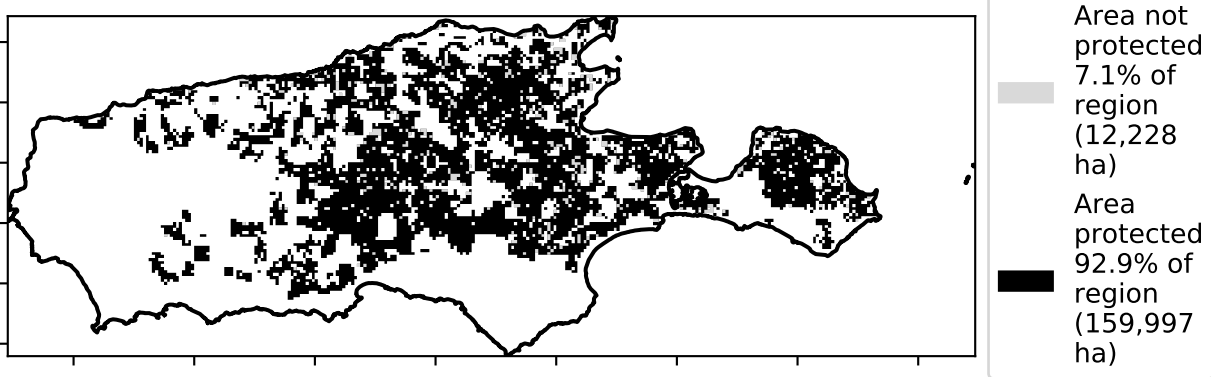 Area not
protected
7.1% of
region
(12,228
ha)
Area
protected
92.9% of
region
(159,997
ha)